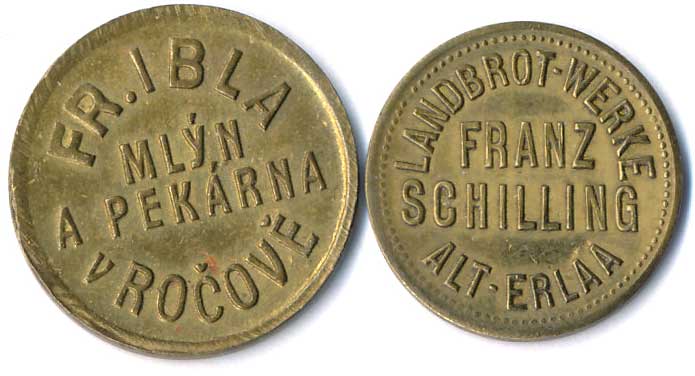 FR. IBLA
MLÝN
A PEKÁRNA
V ROČOVĚ
LANDBROT-WERKE
FRANZ
SCHILLING
ALT-ERLAA